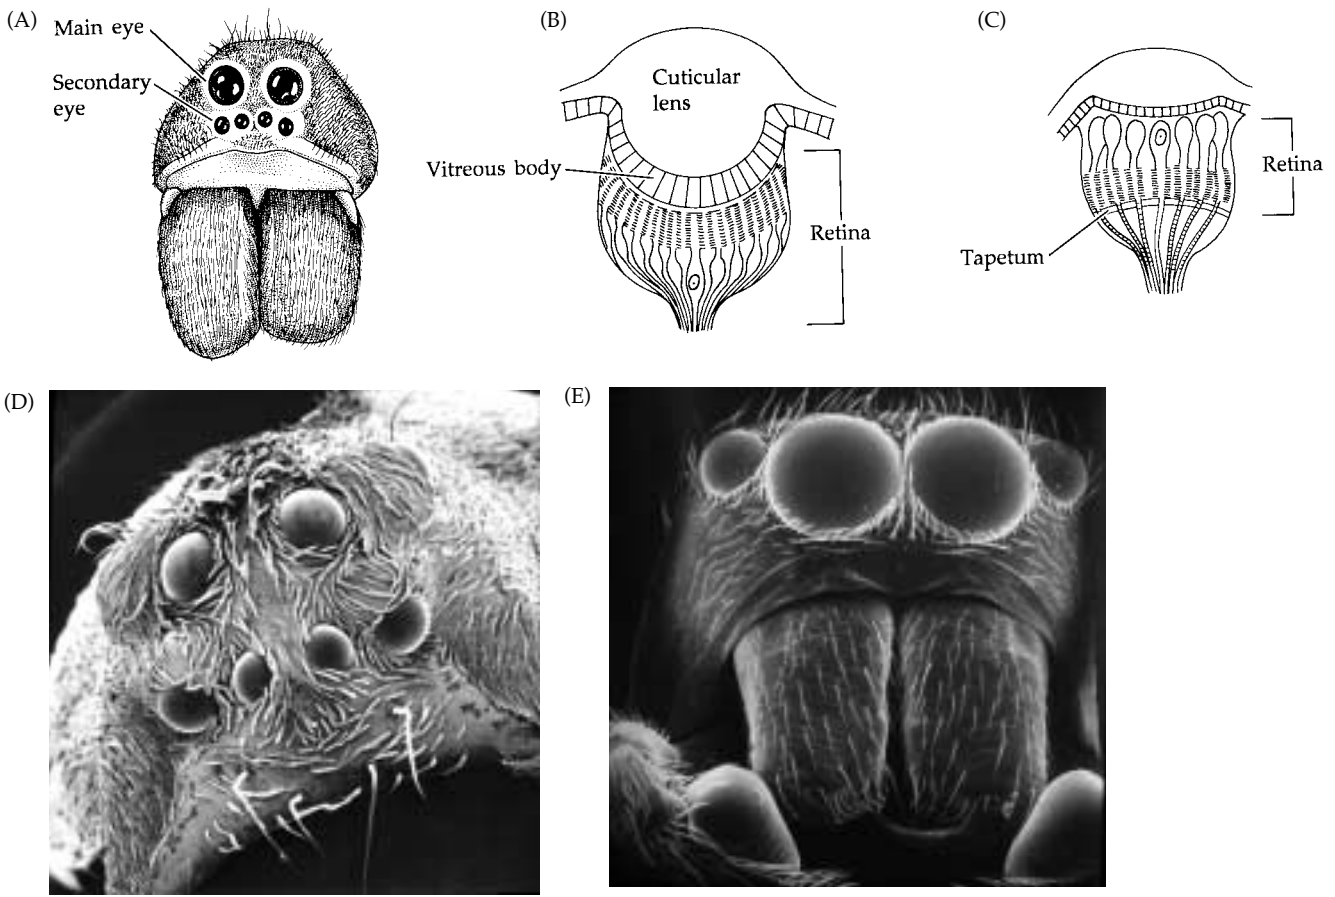 (A)
Main eye
Secondary
eye
(B)
Cuticular
lens
Vitreous body
Retina
(C)
Retina
Tapetum
(D)
(E)